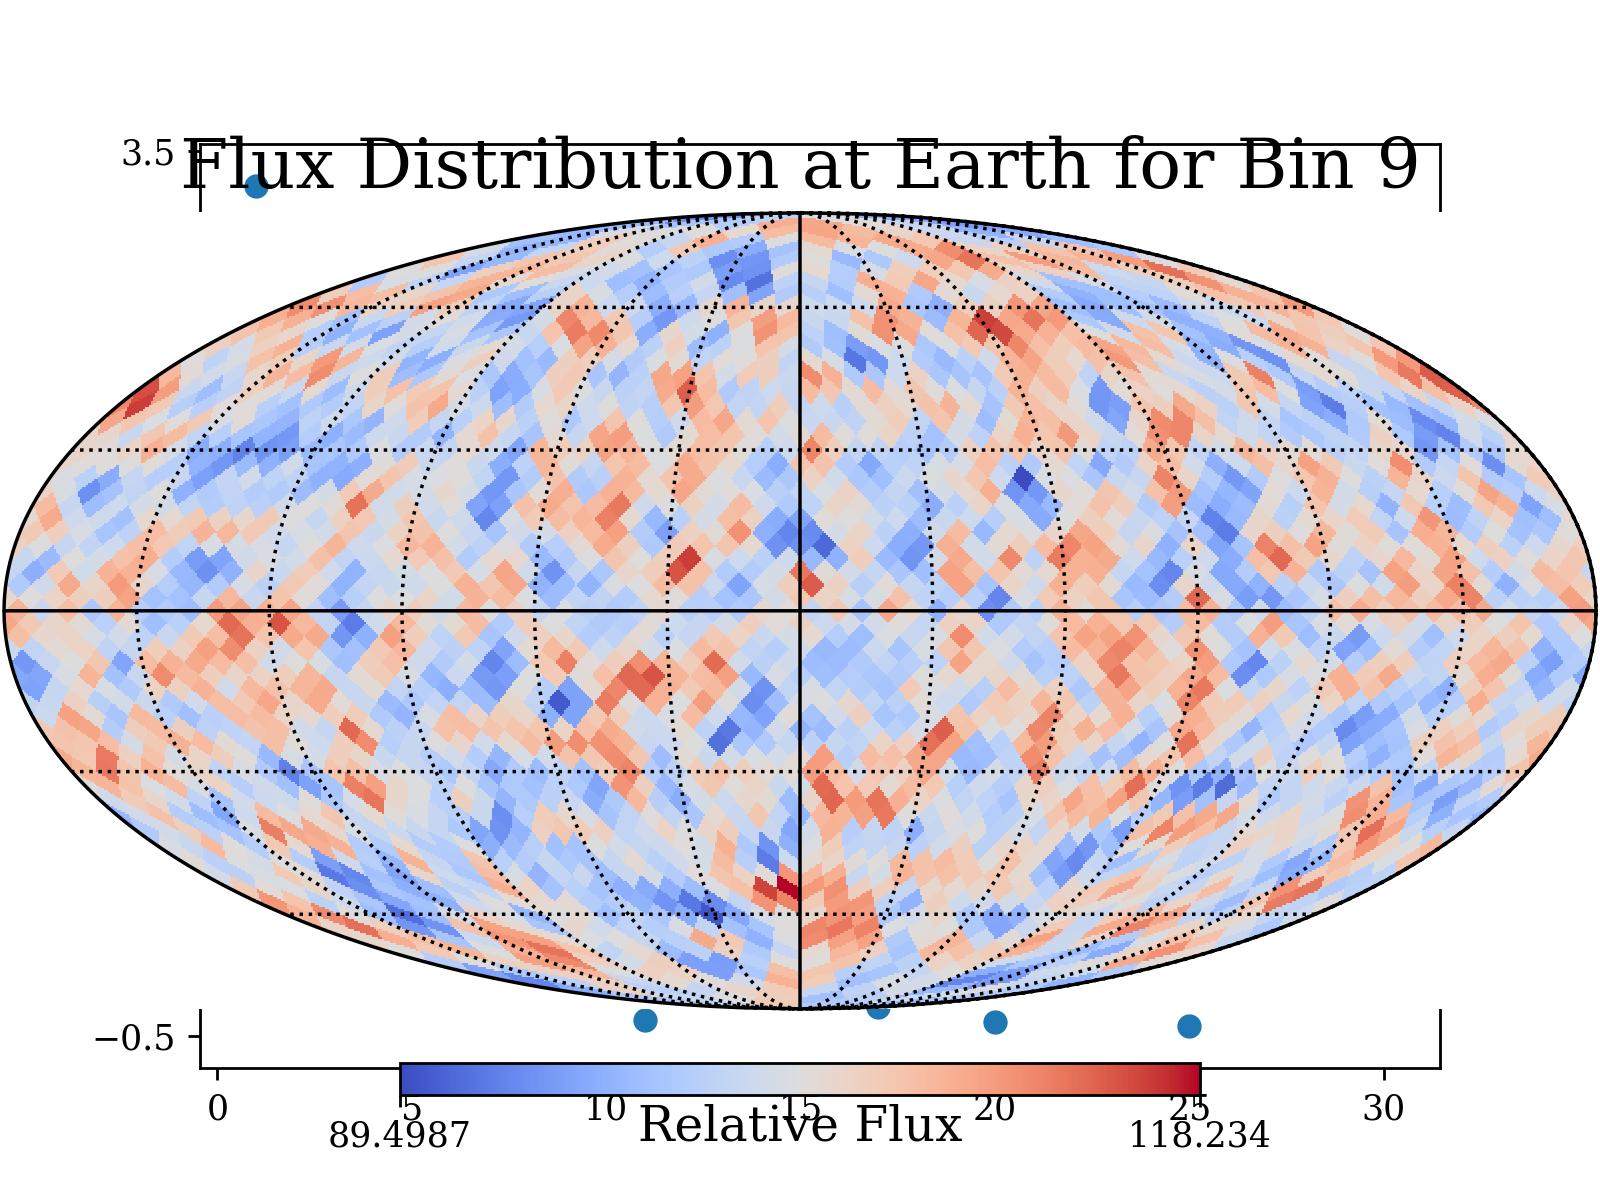 3.5
Flux Distribution at Earth for Bin 9
−0.5
0 5 10 15 20 25 30
Relative Flux
89.4987 118.234